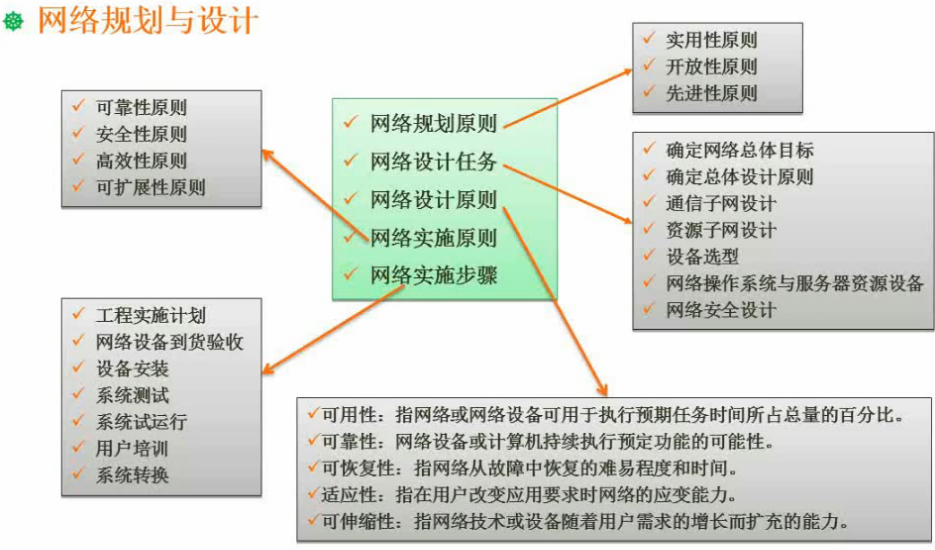 网络规划与设计
可靠性原则
安全性原则
高效性原则
可扩展性原则
网络规划原则
网络设计任务
网络设计原则
网络实施原则
网络实施步骤
实用性原则
开放性原则
先进性原则
确定网络总体目标
确定总体设计原则
通信子网设计
资源子网设计
设备选型
网络操作系统与服务器资源设备
网络安全设计
工程实施计划
网络设备到货验收
设备安装
系统测试
系统试运行
用户培训
系统转换
可用性：指网络或网络设备可用于执行预期任务时间所占总量的百分比。
可靠性：网络设备或计算机持续执行预定功能的可能性。
可恢复性：指网络从故障中恢复的难易程度和时间。
适应性：指在用户改变应用要求时网络的应变能力。
可伸缩性：指网络技术或设备随着用户需求的增长而扩充的能力。